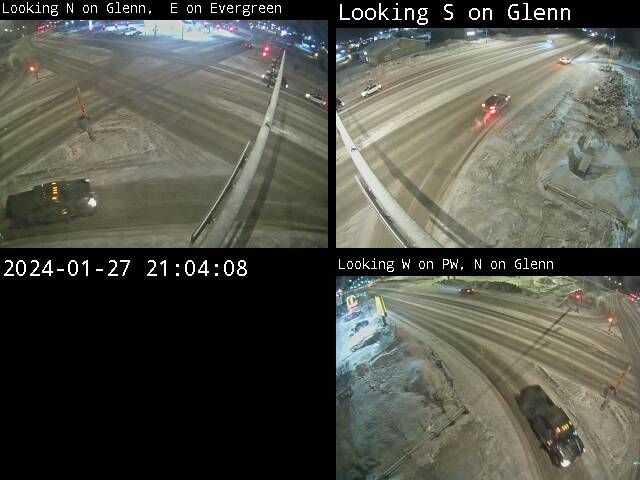 Looking N on Glenn, E on Evergreen
Looking S on Glenn
2024-01-27 21:04:08
Looking W on PW, N on Glenn